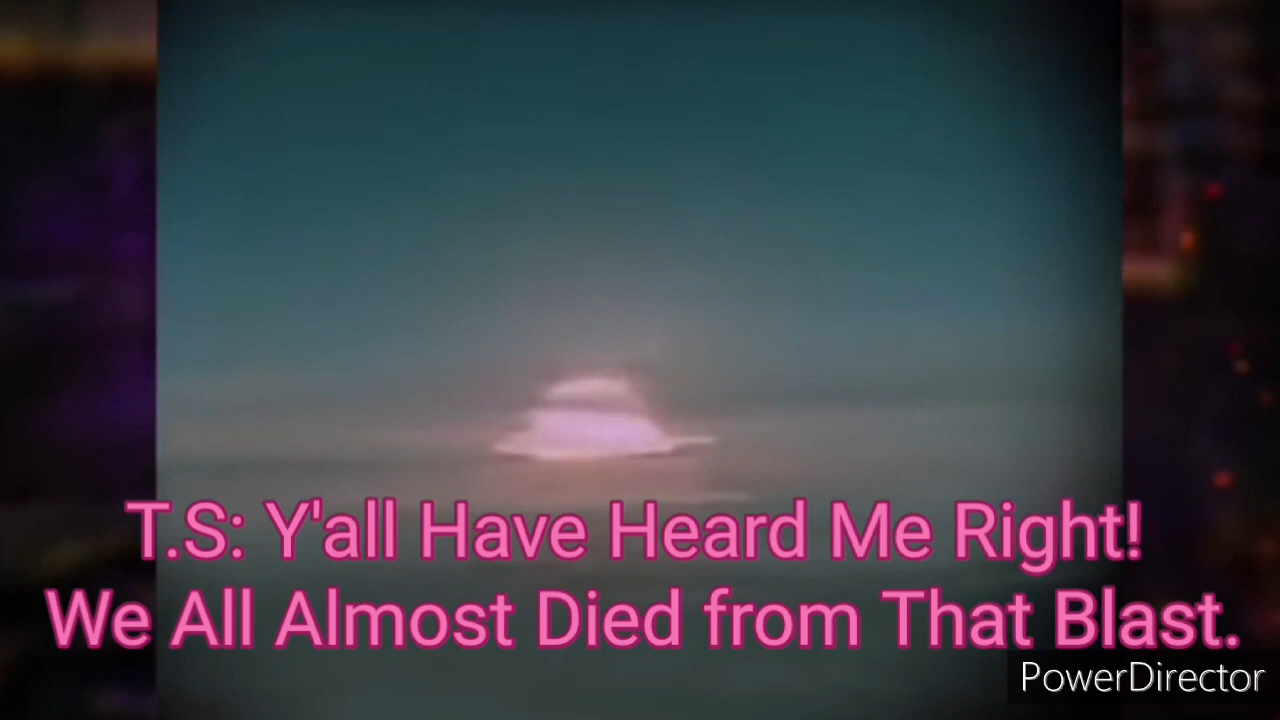 T.S: Y'all Have Heard Me Right!
We All Almost Died from That Blast.
PowerDirector